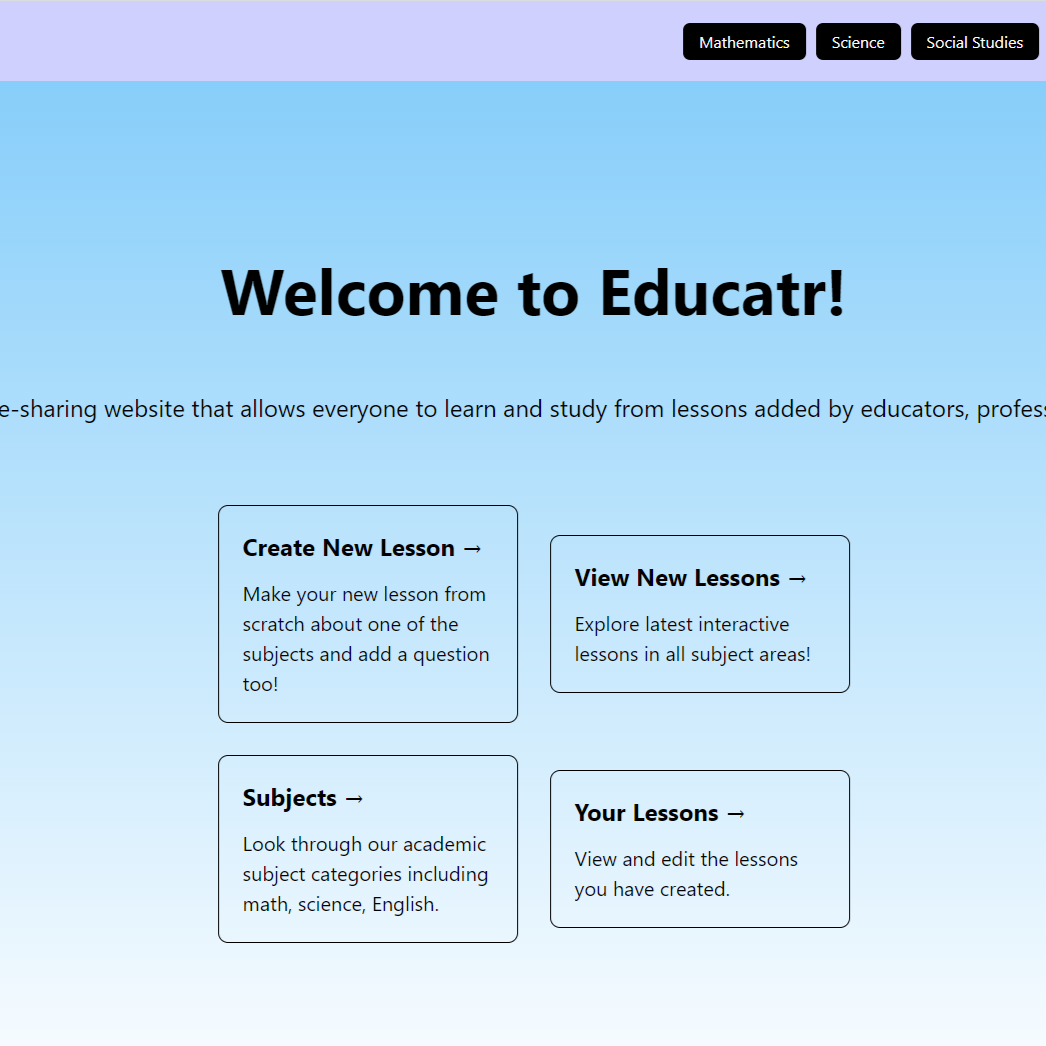 Mathematics Science Social Studies
Welcome to Educatr!
e-sharing website that allows everyone to learn and study from lessons added by educators, profess
Create New Lesson →
Make your new lesson from
scratch about one of the
subjects and add a question
too!
View New Lessons →
Explore latest interactive
lessons in all subject areas!
Subjects →
Look through our academic
subject categories including
math, science, English.
Your Lessons →
View and edit the lessons
you have created.